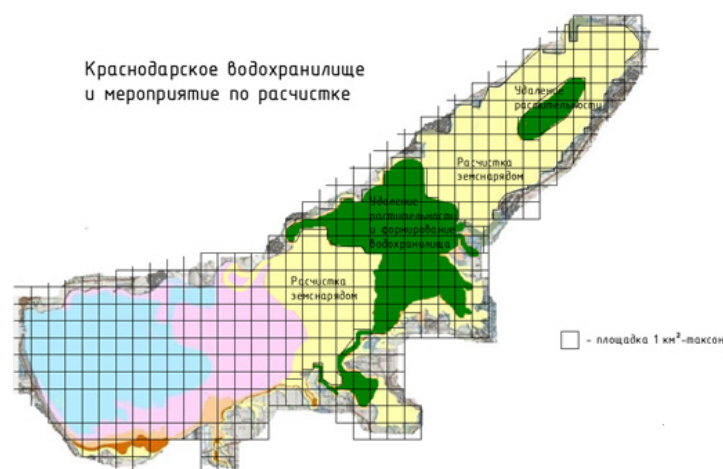 Краснодарское водохранилище
и мероприятие по расчистке
Удаление
растительности
Расчистка
земснарядом
Удаление
растительности
и формирование
водохранилища
Расчистка
земснарядом
- площадка 1 км²-таксон